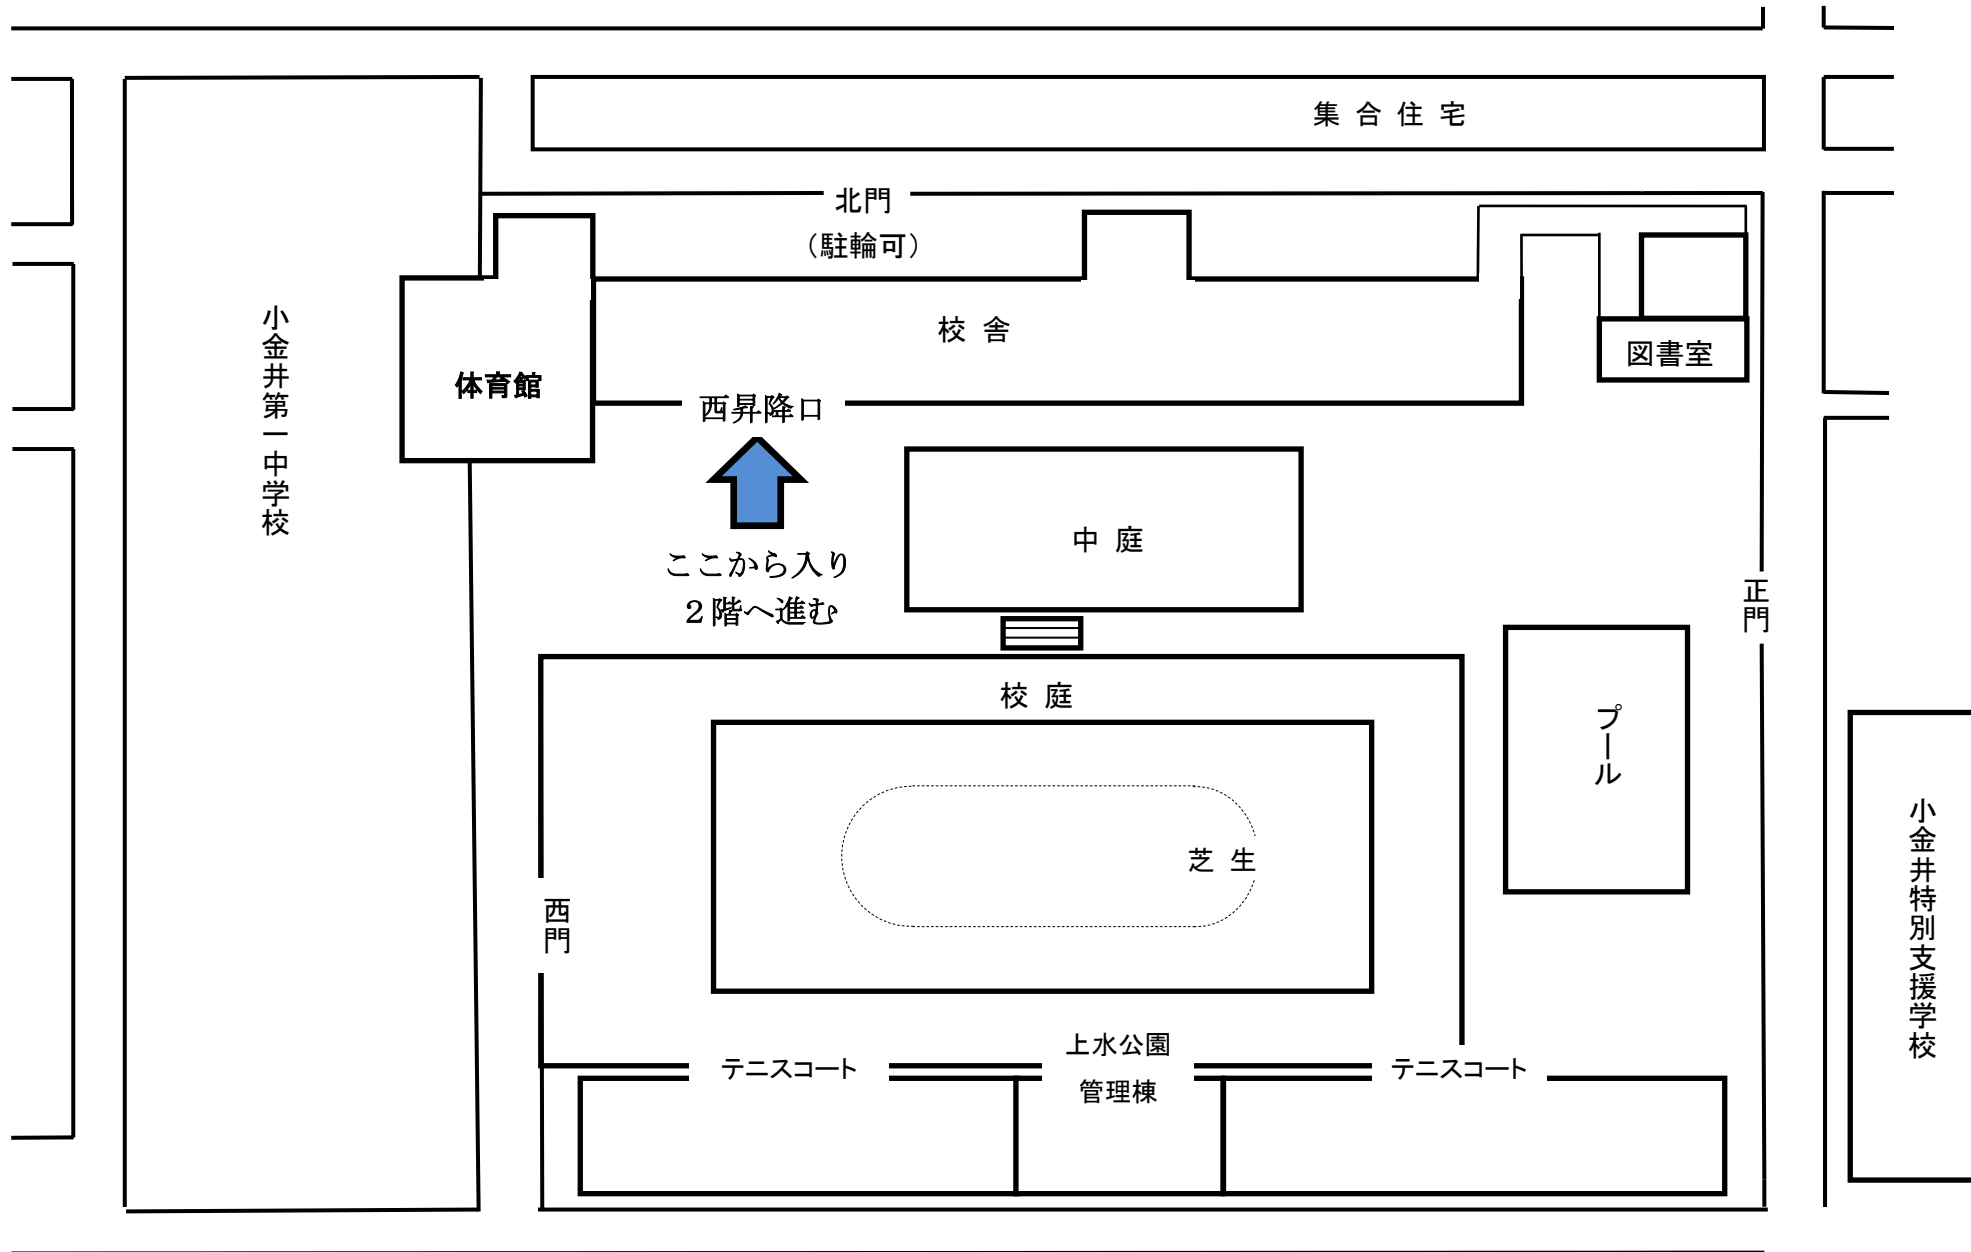 集合住宅
北門
（駐輪可）
校舎
図書室
体育館
小金井第一中学校
西昇降口
ここから入り
２階へ進む
中庭
正門
校庭
プール
芝生
西門
小金井特別支援学校
上水公園
管理棟
テニスコート
テニスコート